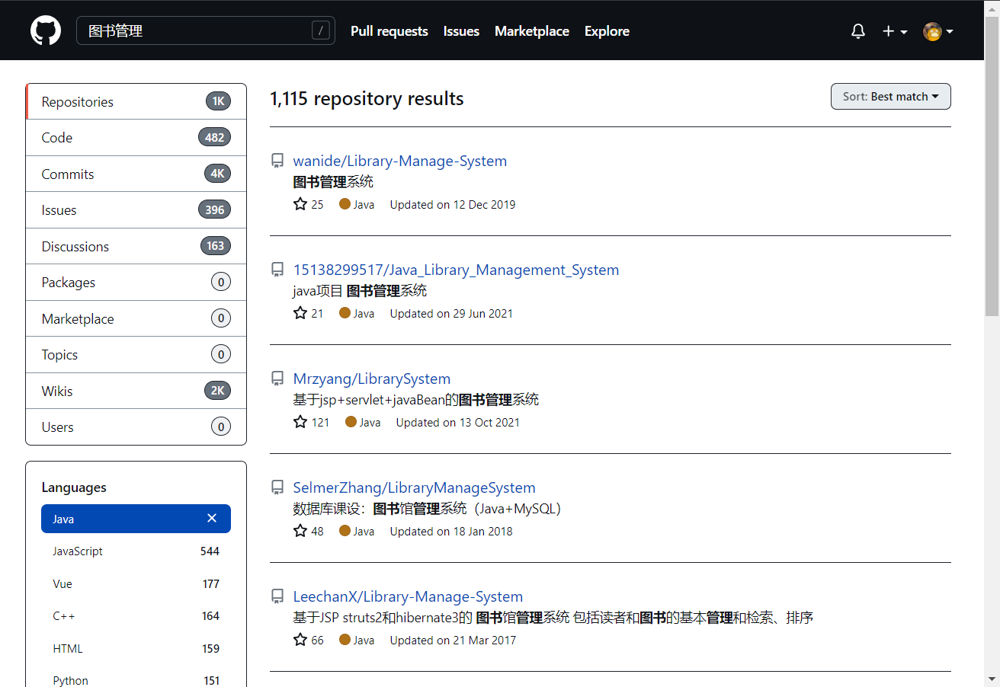 图书管理 /
Pull requests Issues Marketplace Explore
Repositories 1K
Code 482
Commits 4K
Issues 396
Discussions 163
Packages 0
Marketplace 0
Topics 0
Wikis 2K
Users 0
Languages
Java
JavaScript 544
Vue 177
C++ 164
HTML 159
Python 151
1,115 repository results
Sort: Best match
wanide/Library-Manage-System
图书管理系统
25 Java Updated on 12 Dec 2019
15138299517/Java_Library_Management_System
java项目 图书管理系统
21 Java Updated on 29 Jun 2021
Mrzyang/LibrarySystem
基于jsp+servlet+javaBean的图书管理系统
121 Java Updated on 13 Oct 2021
SelmerZhang/LibraryManageSystem
数据库课设：图书馆管理系统（Java+MySQL）
48 Java Updated on 18 Jan 2018
LeechanX/Library-Manage-System
基于JSP struts2和hibernate3的 图书馆管理系统 包括读者和图书的基本管理和检索、排序
66 Java Updated on 21 Mar 2017